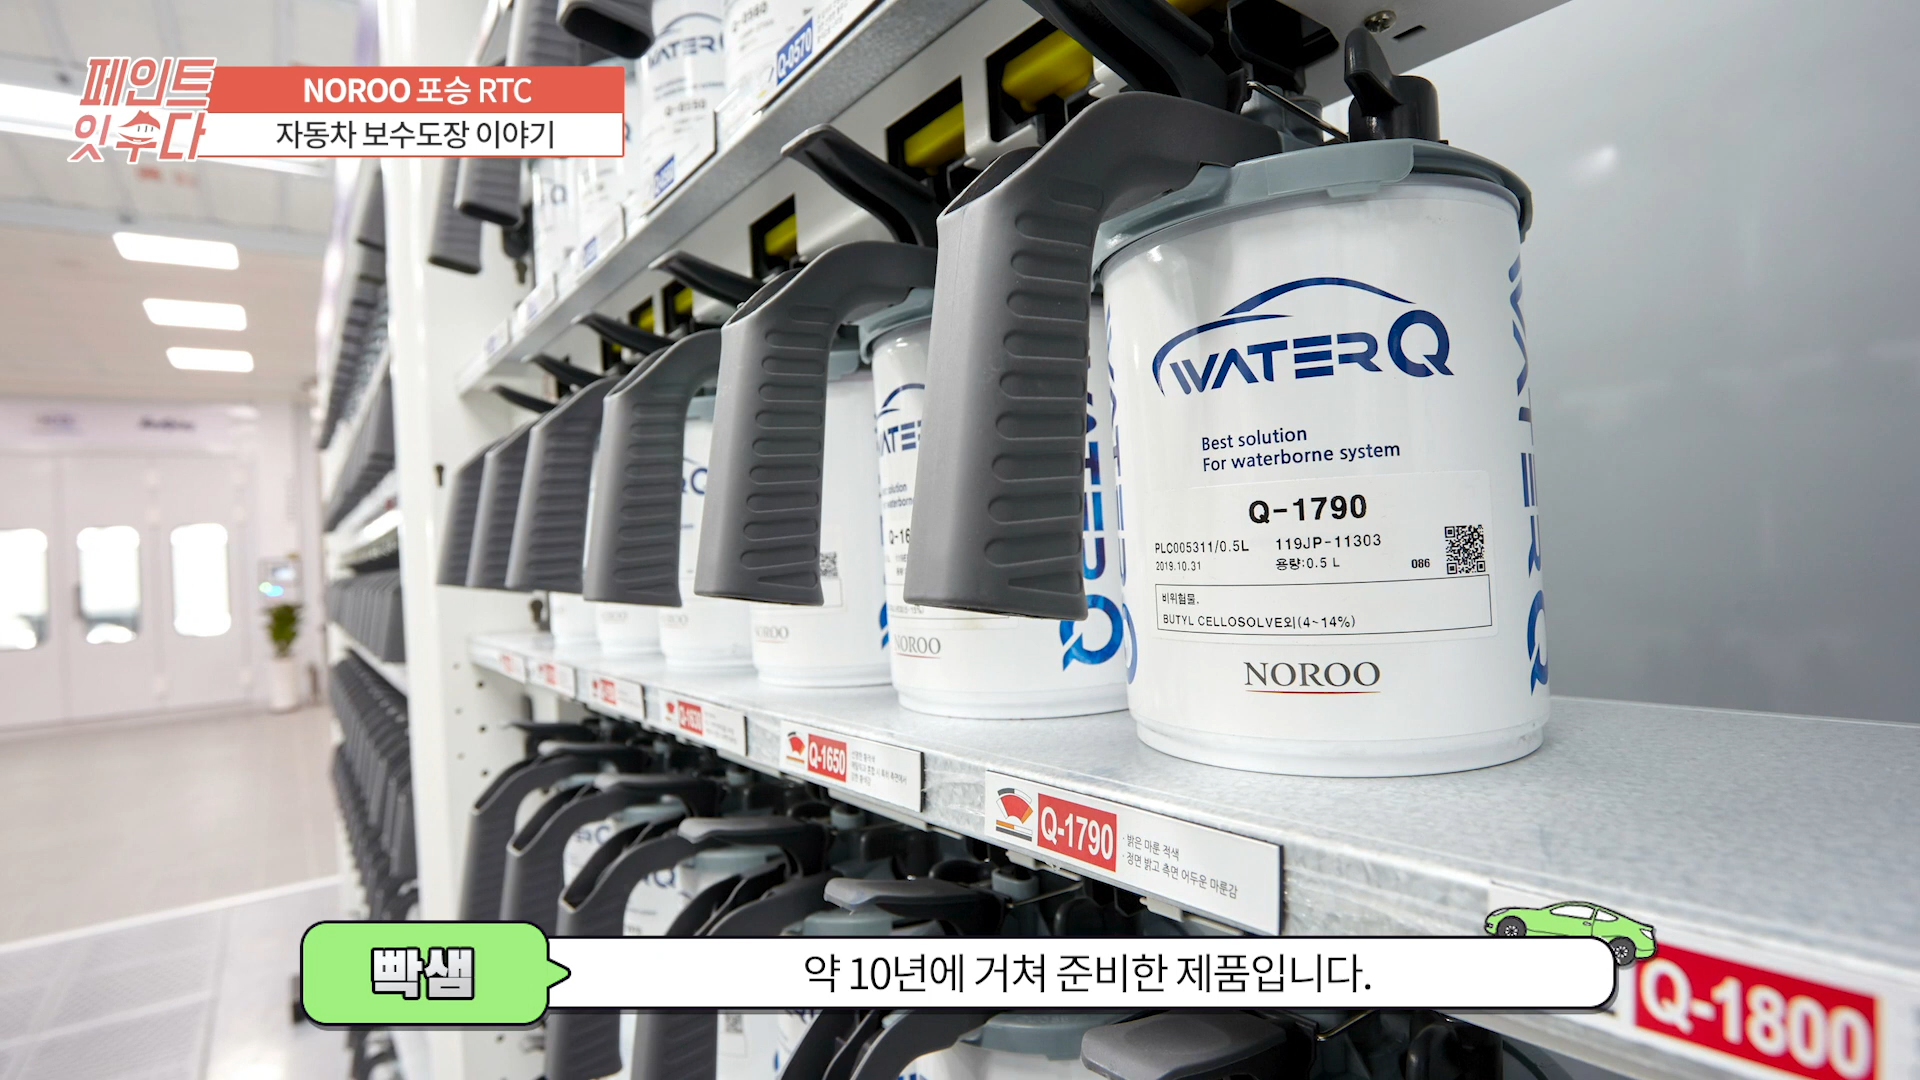 페인트
잇수다
NOROO 포승 RTC
자동차 보수도장 이야기
Q-0570
WATER
WATERQ
Best solution
For waterborne system
Q-1790
PLC005311/0.5L 119JP-11303
2019.10.31 용량:0.5 L 086
비위험물.
BUTYL CELLOSOLVE외(4~14%)
NOROO
WATERQ
NOROO
Q-1630
Q-1650
Q-1790
· 밝은 마룬 적색
· 정면 밝고 측면 어두운 마룬감
Q-1800
빡샘
약 10년에 거쳐 준비한 제품입니다.